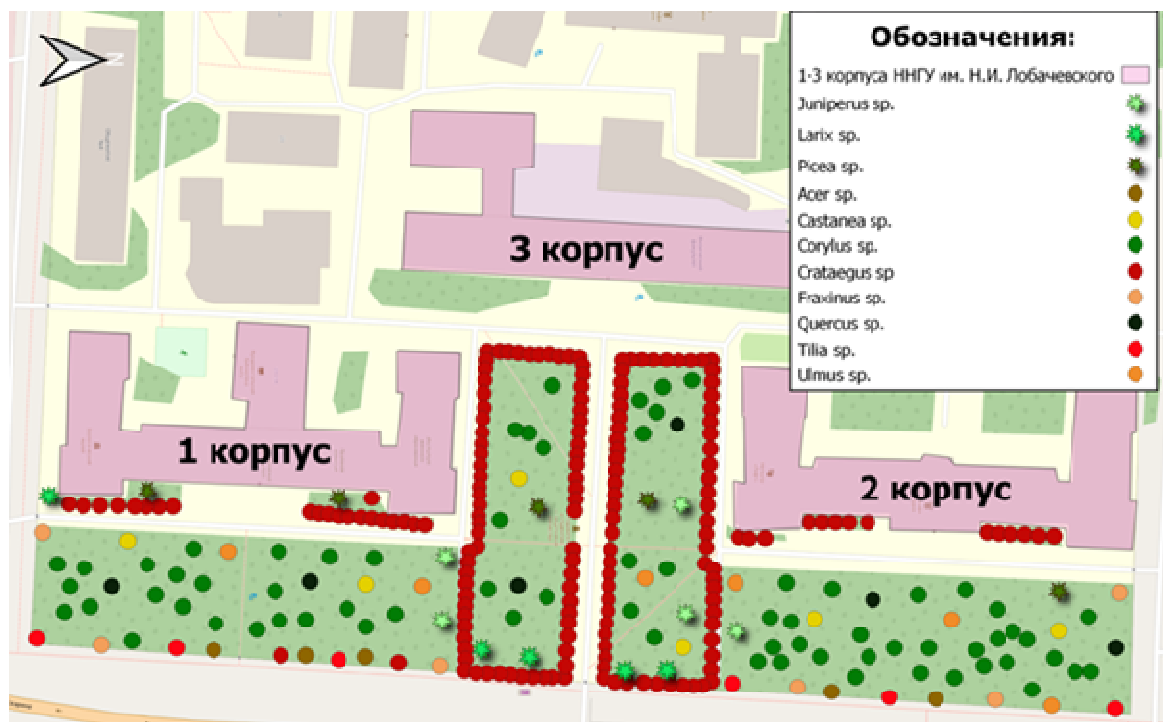 Обозначения:
1-3 корпуса ННГУ им. Н.И. Лобачевского
Juniperus sp.
Larix sp.
Picea sp.
Acer sp.
Castanea sp.
Corylus sp.
Crataegus sp
Fraxinus sp.
Quercus sp.
Tilia sp.
Ulmus sp.
N
3 корпус
1 корпус
2 корпус